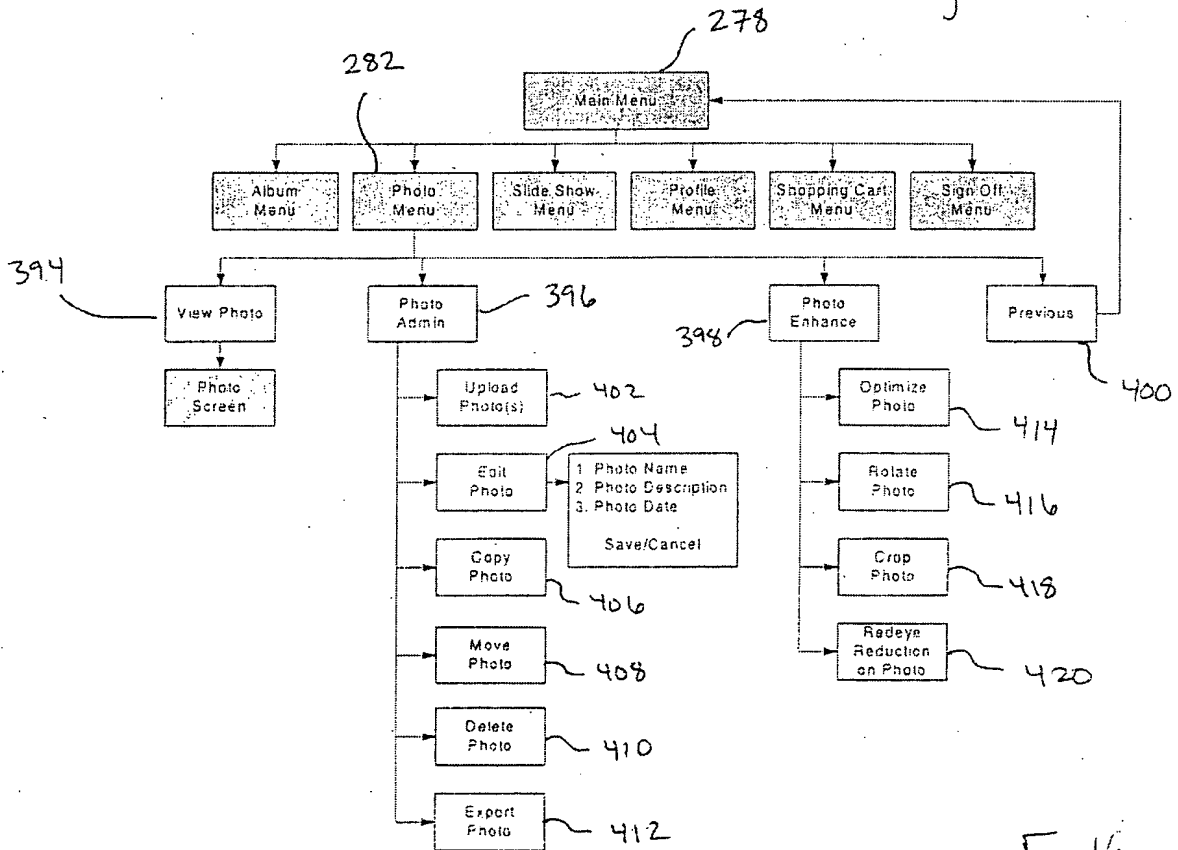 278
282
Main Menu
Album
Menu
Photo
Menu
Slide Show
Menu
Profile
Menu
Shopping Cart
Menu
Sign Off
Menu
394
View Photo
Photo
Admin
396
398
Photo
Enhance
Previous
400
Photo
Screen
Upload
Photo(s)
402
Optimize
Photo
414
404
Edit
Photo
1 Photo Name
2 Photo Description
3. Photo Date
Save/Cancel
Rotate
Photo
416
Copy
Photo
406
Crop
Photo
418
Move
Photo
408
Redeye
Reduction
on Photo
420
Delete
Photo
410
Export
Photo
412